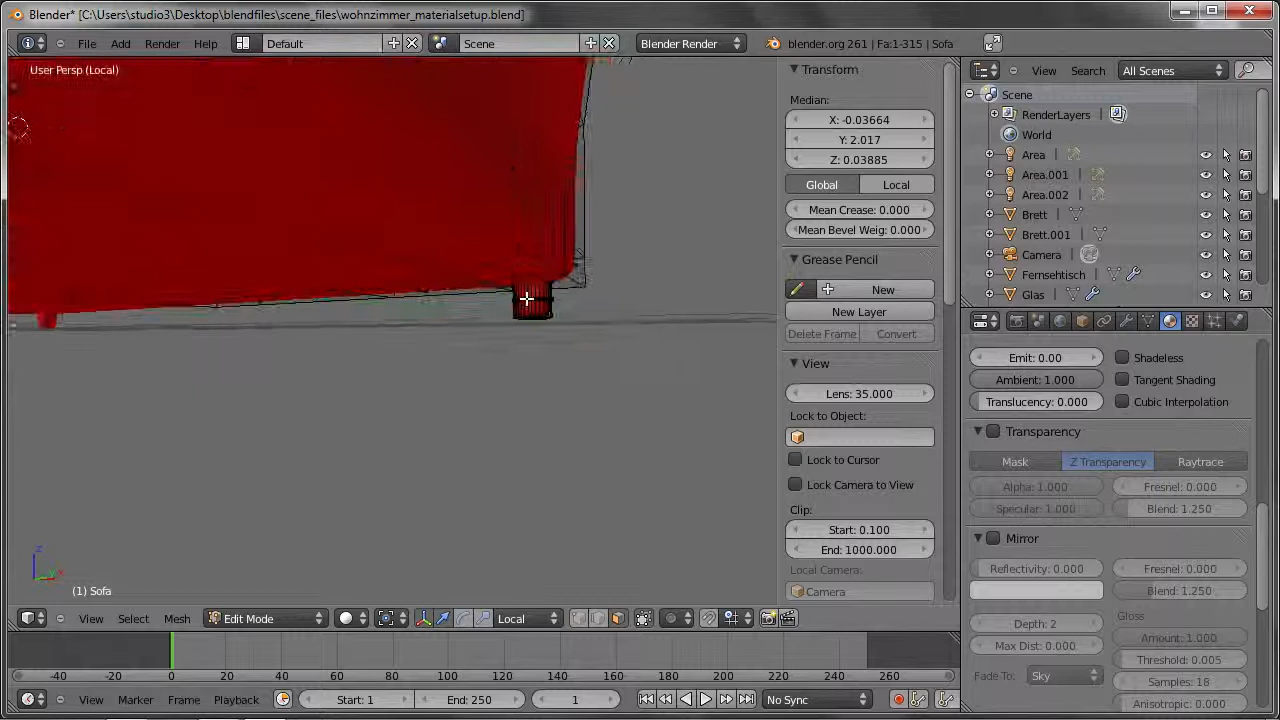 Blender* [C:\Users\studio3\Desktop\blendfiles\scene_files\wohnzimmer_materialsetup.blend]
File Add Render Help Default Scene Blender Render blender.org 261 | Fa:1-315 | Sofa
View Search All Scenes
User Persp (Local)
Transform
Median:
X: -0.03664
Y: 2.017
Z: 0.03885
Global Local
Mean Crease: 0.000
Mean Bevel Weig: 0.000
Grease Pencil
New
New Layer
Delete Frame Convert
View
Lens: 35.000
Lock to Object:
Lock to Cursor
Lock Camera to View
Clip:
Start: 0.100
End: 1000.000
Local Camera:
Camera
Scene
RenderLayers
World
Area
Area.001
Area.002
Brett
Brett.001
Camera
Fernsehtisch
Glas
Emit: 0.00 Shadeless
Ambient: 1.000 Tangent Shading
Translucency: 0.000 Cubic Interpolation
Transparency
Mask Z Transparency Raytrace
Alpha: 1.000 Fresnel: 0.000
Specular: 1.000 Blend: 1.250
Mirror
Reflectivity: 0.000 Fresnel: 0.000
Blend: 1.250
Depth: 2 Gloss
Max Dist: 0.000 Amount: 1.000
Threshold: 0.005
Fade To: Sky Samples: 18
Anisotropic: 0.000
z
y x
(1) Sofa
View Select Mesh Edit Mode Local
-40 -20 0 20 40 60 80 100 120 140 160 180 200 220 240 260 280
View Marker Frame Playback Start: 1 End: 250 1 No Sync